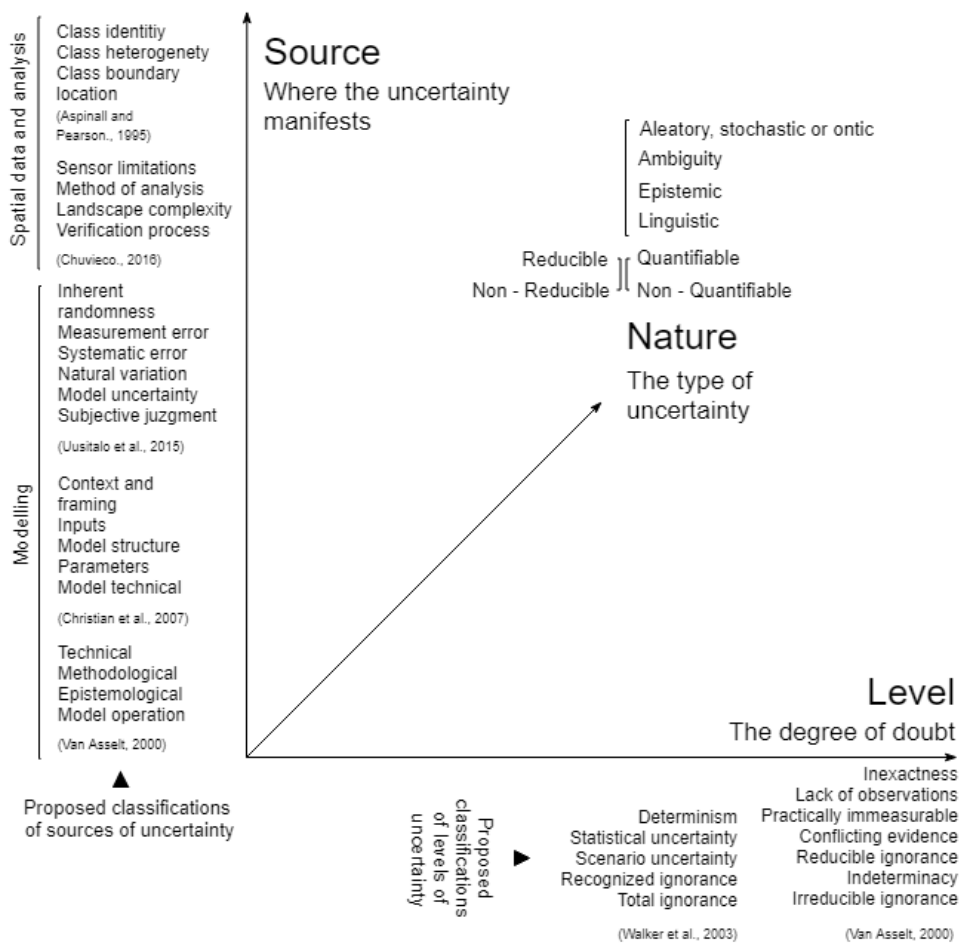 Spatial data and analysis
Class identitiy
Class heterogenety
Class boundary
location
(Aspinall and
Pearson., 1995)
Sensor limitations
Method of analysis
Landscape complexity
Verification process
(Chuvieco., 2016)
Modelling
Inherent
randomness
Measurement error
Systematic error
Natural variation
Model uncertainty
Subjective juzgment
(Uusitalo et al., 2015)
Context and
framing
Inputs
Model structure
Parameters
Model technical
(Christian et al., 2007)
Technical
Methodological
Epistemological
Model operation
(Van Asselt, 2000)
▲
Proposed classifications
of sources of uncertainty
Source
Where the uncertainty
manifests
Aleatory, stochastic or ontic
Ambiguity
Epistemic
Linguistic
Reducible
Non - Reducible
Quantifiable
Non - Quantifiable
Nature
The type of
uncertainty
Level
The degree of doubt
Proposed
classifications
of levels of
uncertainty
▶
Determinism
Statistical uncertainty
Scenario uncertainty
Recognized ignorance
Total ignorance
(Walker et al., 2003)
Inexactness
Lack of observations
Practically immeasurable
Conflicting evidence
Reducible ignorance
Indeterminacy
Irreducible ignorance
(Van Asselt, 2000)